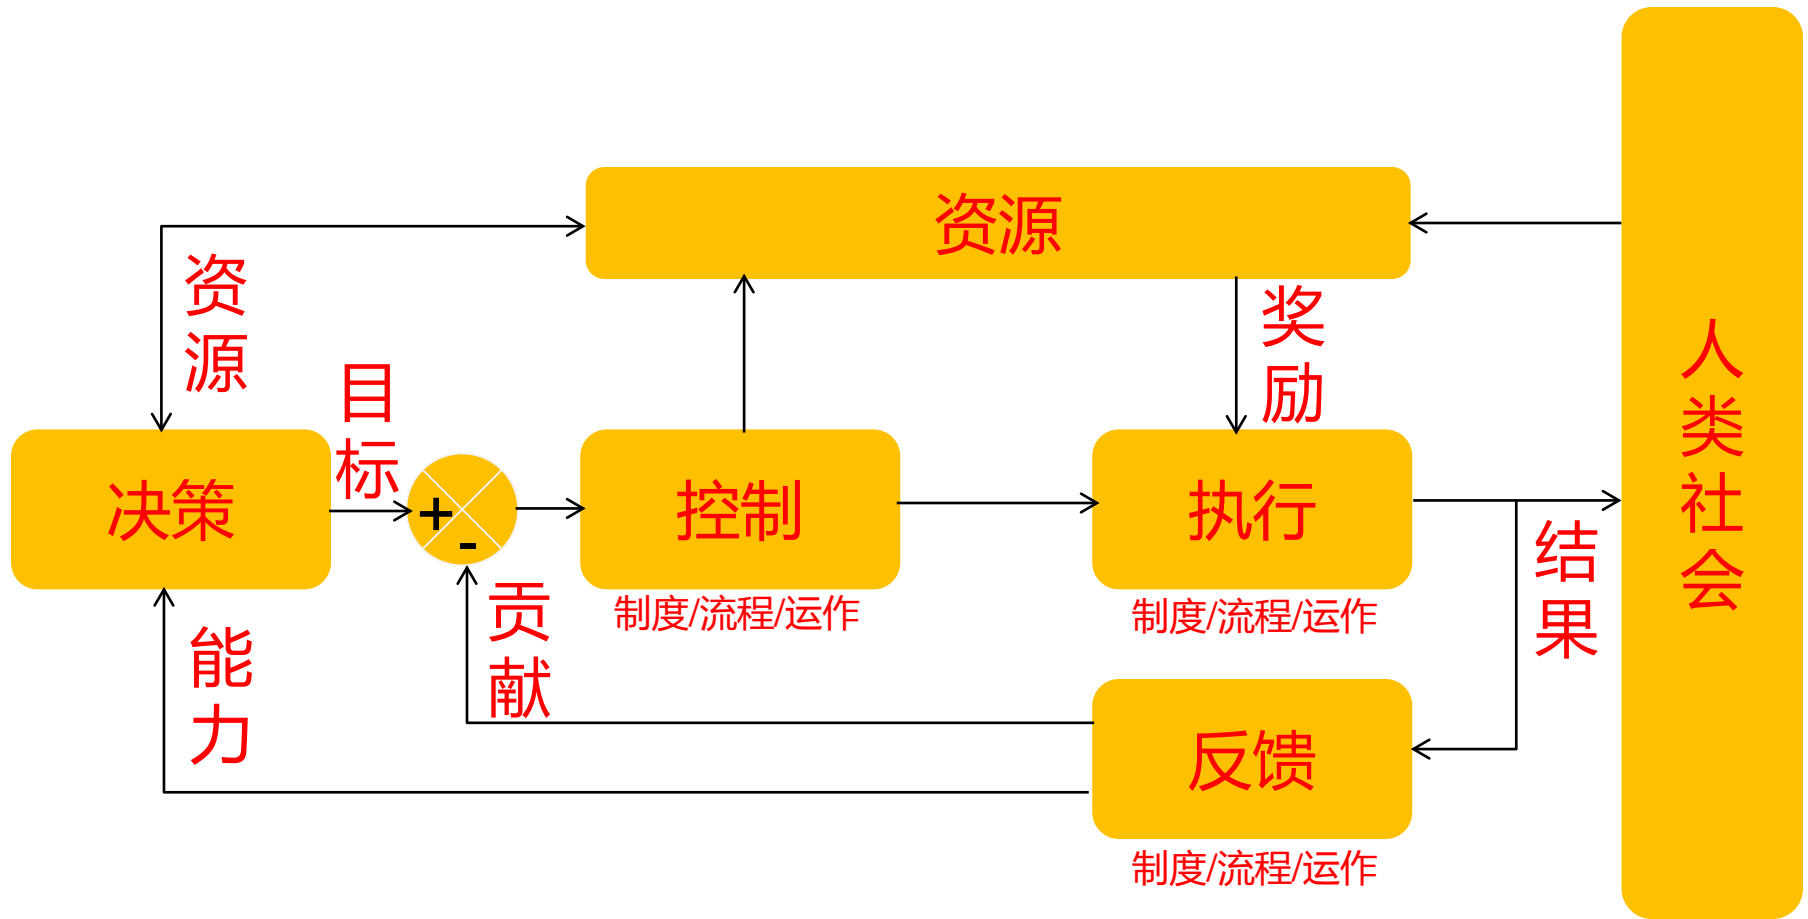 资源
资源
奖励
目标
决策
+
-
控制
执行
人类社会
结果
贡献
制度/流程/运作
制度/流程/运作
能力
反馈
制度/流程/运作